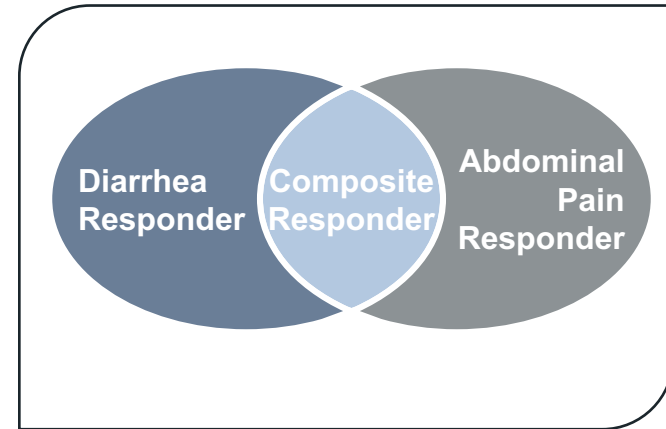 Diarrhea
Responder
Composite
Responder
Abdominal
Pain
Responder